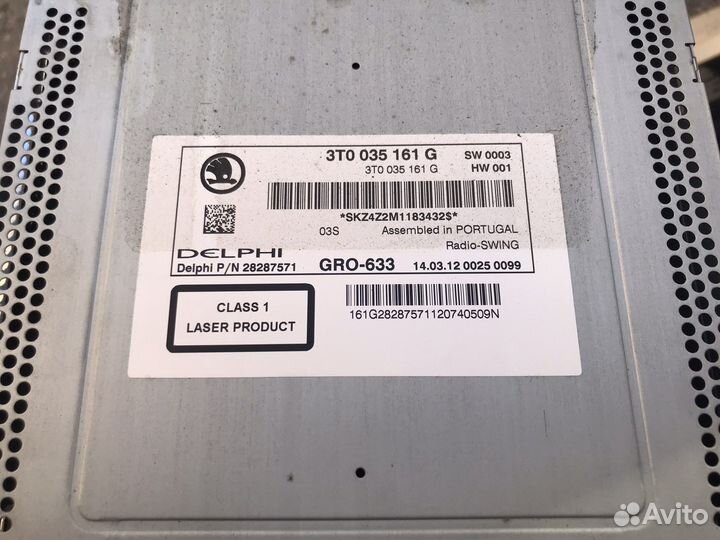 3T0 035 161 G SW 0003
3T0 035 161 G HW 001
*SKZ4Z2M1183432$*
03S Assembled in PORTUGAL
Radio-SWING
DELPHI
Delphi P/N 28287571 GRO-633 14.03.12 0025 0099
CLASS 1
LASER PRODUCT
161G28287571120740509N
Avito